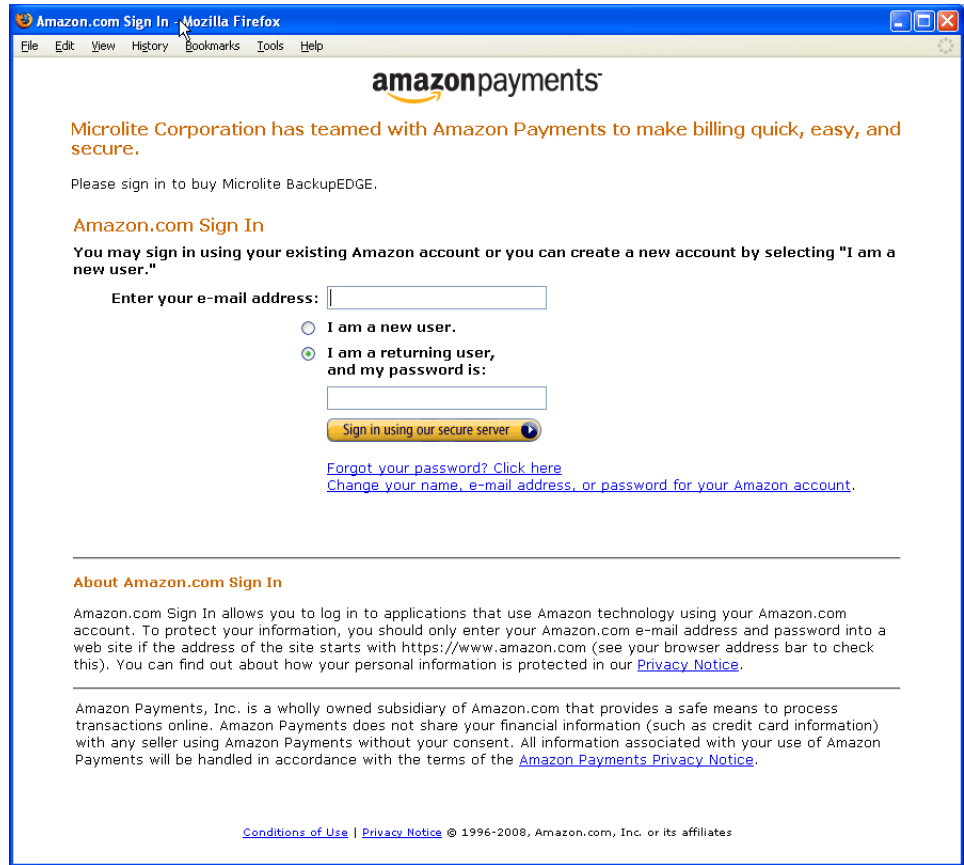 Amazon.com Sign In - Mozilla Firefox
File Edit View History Bookmarks Tools Help
amazonpayments
Microlite Corporation has teamed with Amazon Payments to make billing quick, easy, and
secure.
Please sign in to buy Microlite BackupEDGE.
Amazon.com Sign In
You may sign in using your existing Amazon account or you can create a new account by selecting "I am a
new user."
Enter your e-mail address:
I am a new user.
I am a returning user,
and my password is:
Sign in using our secure server
Forgot your password? Click here
Change your name, e-mail address, or password for your Amazon account.
About Amazon.com Sign In
Amazon.com Sign In allows you to log in to applications that use Amazon technology using your Amazon.com
account. To protect your information, you should only enter your Amazon.com e-mail address and password into a
web site if the address of the site starts with https://www.amazon.com (see your browser address bar to check
this). You can find out about how your personal information is protected in our Privacy Notice.
Amazon Payments, Inc. is a wholly owned subsidiary of Amazon.com that provides a safe means to process
transactions online. Amazon Payments does not share your financial information (such as credit card information)
with any seller using Amazon Payments without your consent. All information associated with your use of Amazon
Payments will be handled in accordance with the terms of the Amazon Payments Privacy Notice.
Conditions of Use | Privacy Notice © 1996-2008, Amazon.com, Inc. or its affiliates